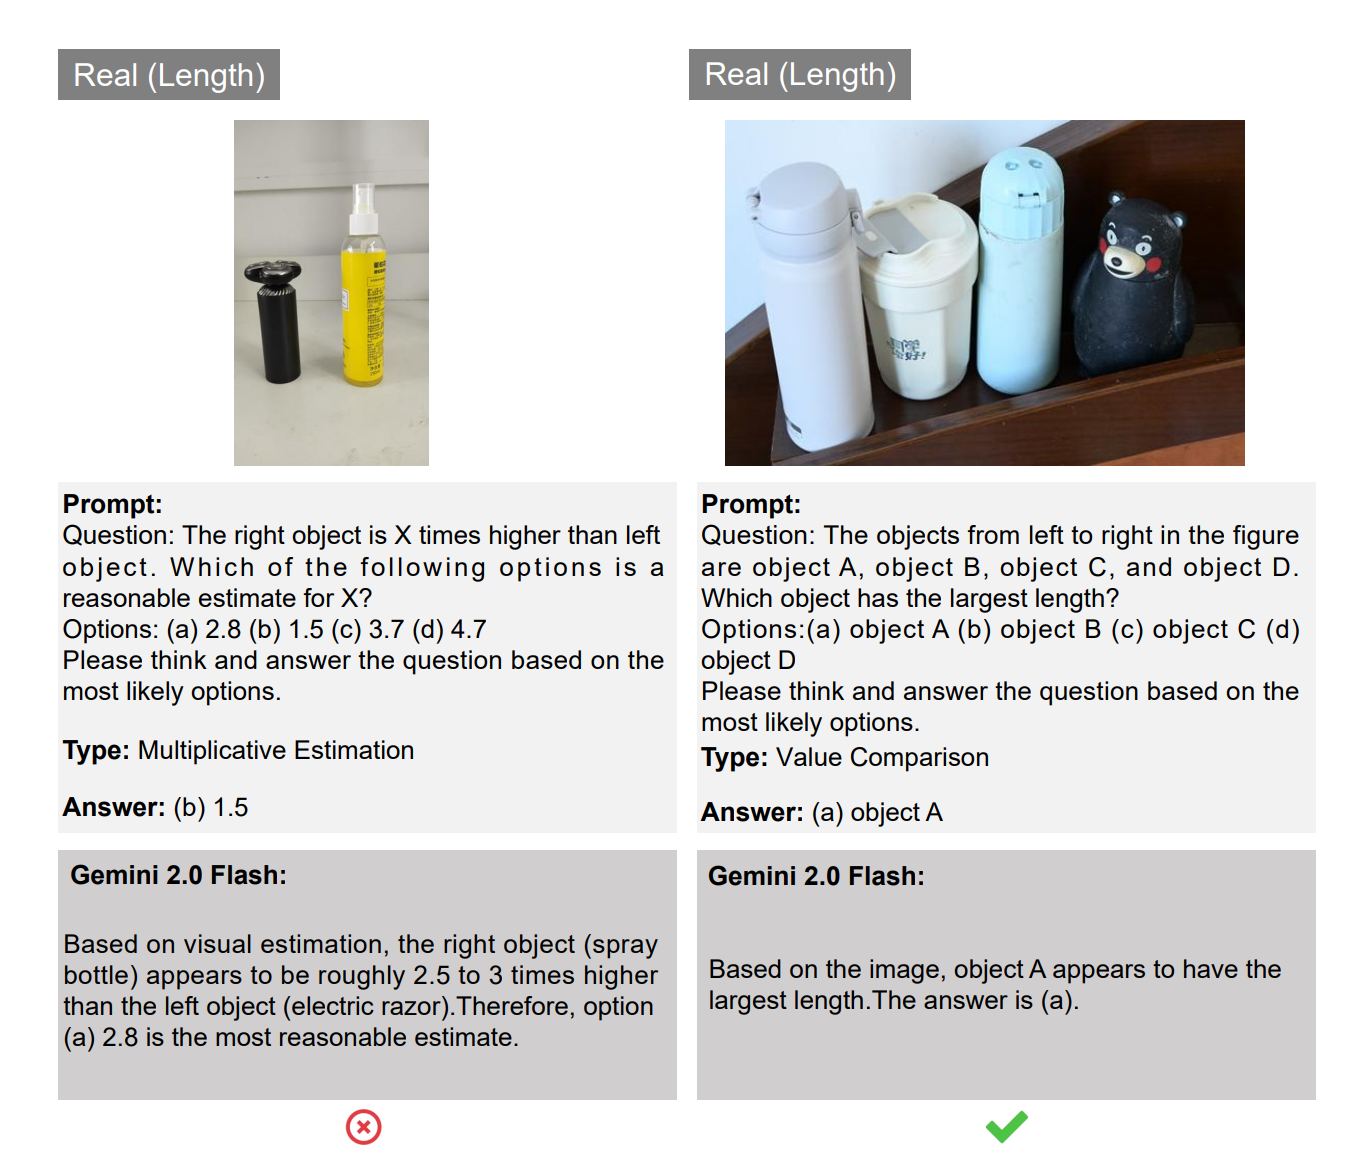 Real (Length)
Prompt:
Question: The right object is X times higher than left
object. Which of the following options is a
reasonable estimate for X?
Options: (a) 2.8 (b) 1.5 (c) 3.7 (d) 4.7
Please think and answer the question based on the
most likely options.
Type: Multiplicative Estimation
Answer: (b) 1.5
Gemini 2.0 Flash:
Based on visual estimation, the right object (spray
bottle) appears to be roughly 2.5 to 3 times higher
than the left object (electric razor).Therefore, option
(a) 2.8 is the most reasonable estimate.
Real (Length)
Prompt:
Question: The objects from left to right in the figure
are object A, object B, object C, and object D.
Which object has the largest length?
Options:(a) object A (b) object B (c) object C (d)
object D
Please think and answer the question based on the
most likely options.
Type: Value Comparison
Answer: (a) object A
Gemini 2.0 Flash:
Based on the image, object A appears to have the
largest length.The answer is (a).